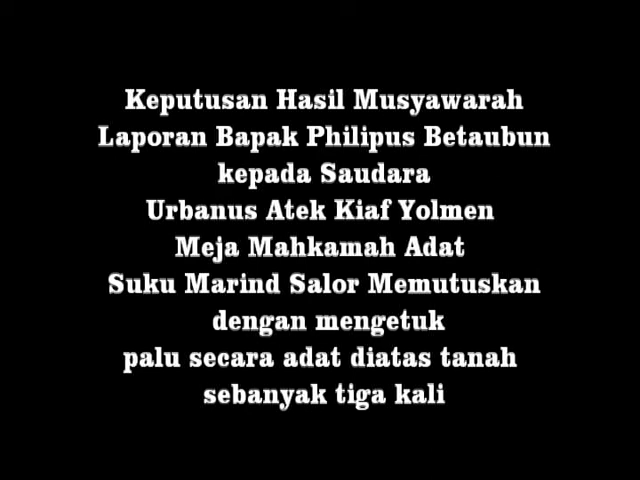 Keputusan Hasil Musyawarah
Laporan Bapak Philipus Betaubun
kepada Saudara
Urbanus Atek Kiaf Yolmen
Meja Mahkamah Adat
Suku Marind Salor Memutuskan
dengan mengetuk
palu secara adat diatas tanah
sebanyak tiga kali